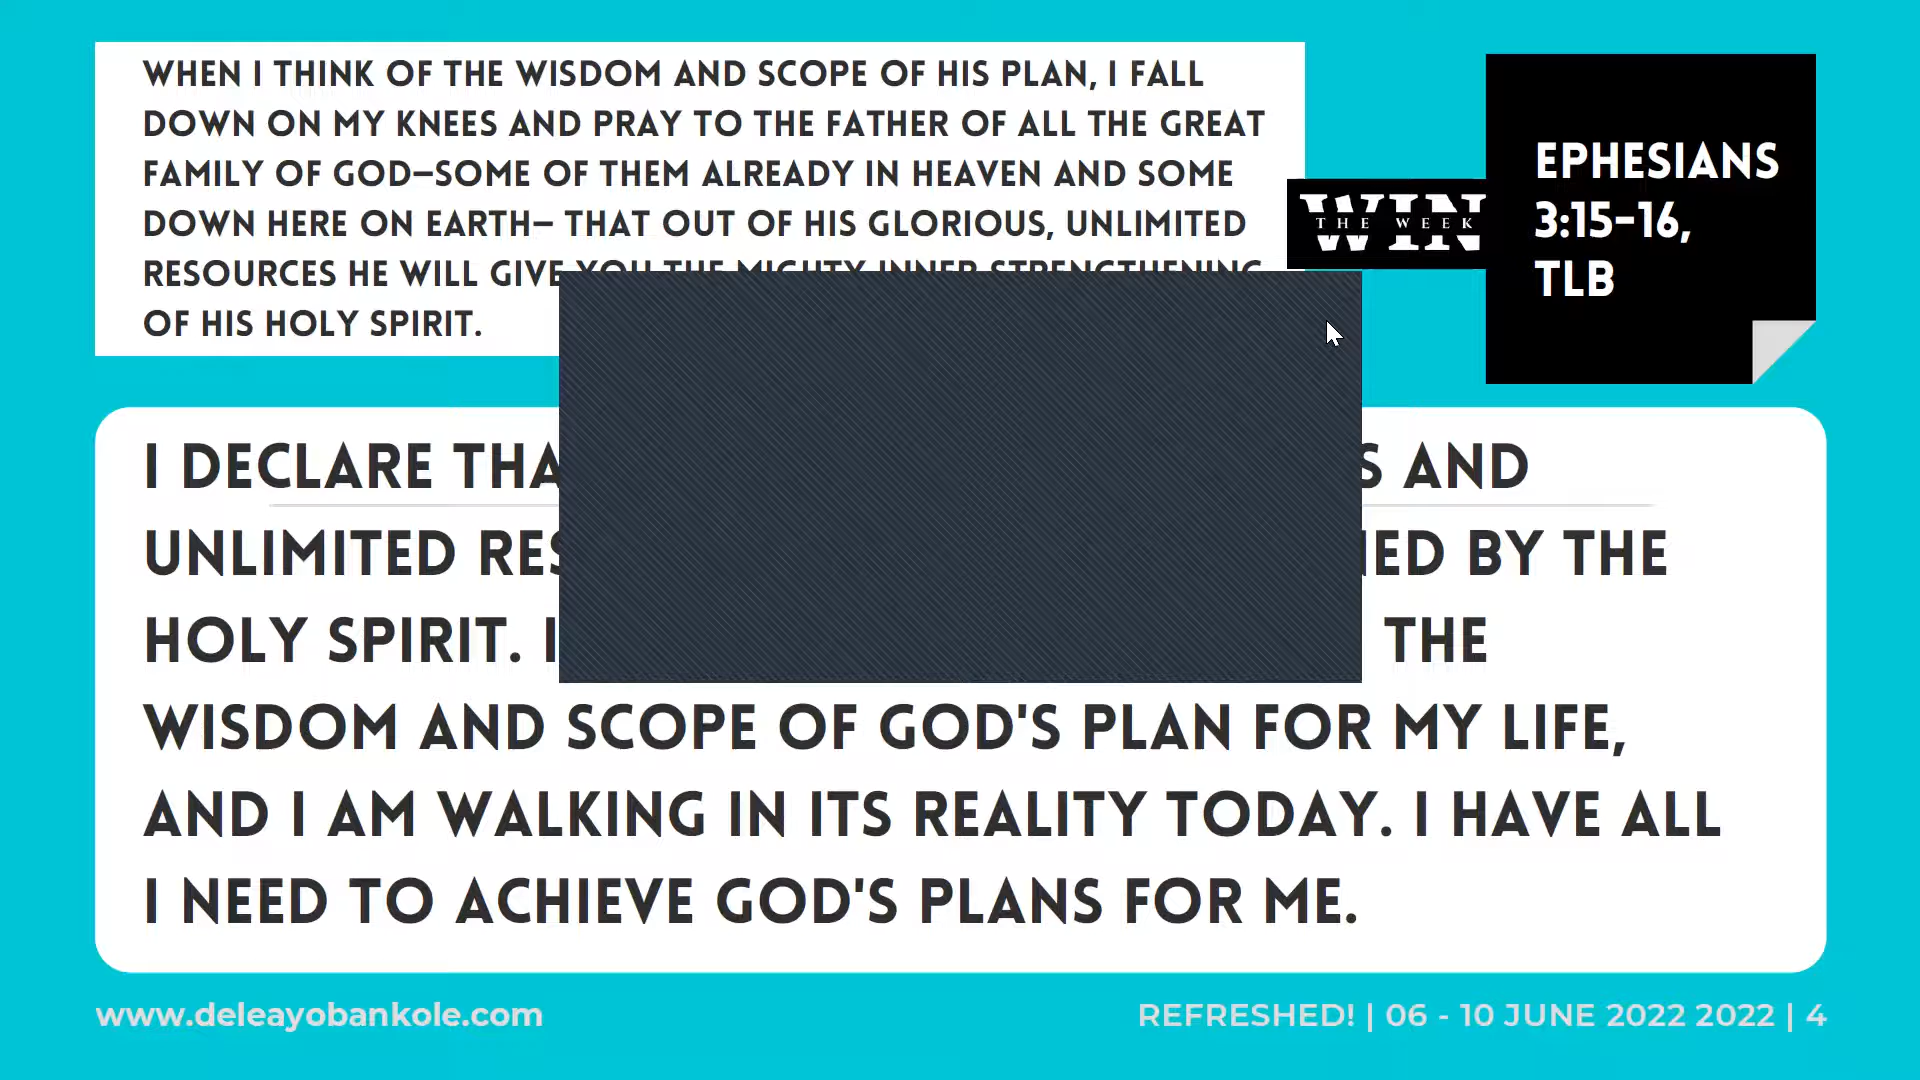 WHEN I THINK OF THE WISDOM AND SCOPE OF HIS PLAN, I FALL
DOWN ON MY KNEES AND PRAY TO THE FATHER OF ALL THE GREAT
FAMILY OF GOD—SOME OF THEM ALREADY IN HEAVEN AND SOME
DOWN HERE ON EARTH— THAT OUT OF HIS GLORIOUS, UNLIMITED
RESOURCES HE WILL GIVE YOU THE MIGHTY INNER STRENGTHENING
OF HIS HOLY SPIRIT.
WIN
THE WEEK
EPHESIANS
3:15-16,
TLB
I DECLARE AND
UNLIMITED BY THE
HOLY SPIRIT. THE
WISDOM AND SCOPE OF GOD'S PLAN FOR MY LIFE,
AND I AM WALKING IN ITS REALITY TODAY. I HAVE ALL
I NEED TO ACHIEVE GOD'S PLANS FOR ME.
www.deleayobankole.com
REFRESHED! | 06 - 10 JUNE 2022 2022 | 4